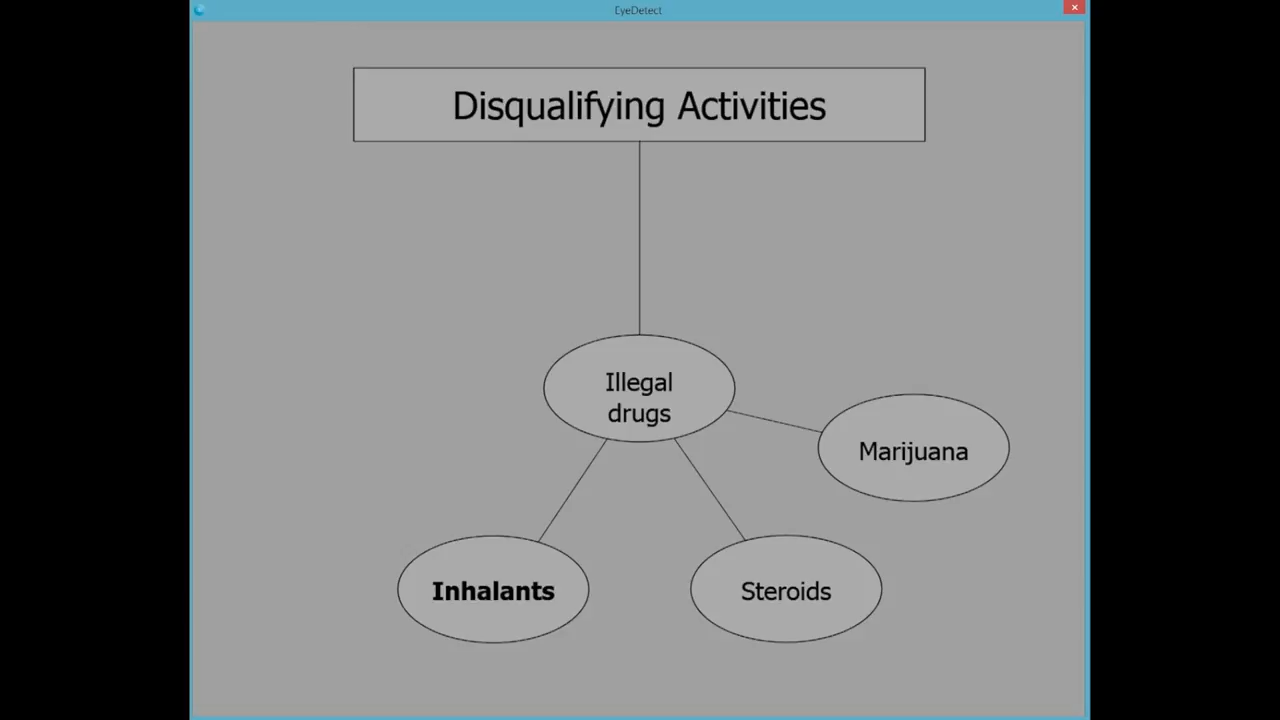 EyeDetect
Disqualifying Activities
Illegal
drugs
Marijuana
Inhalants
Steroids